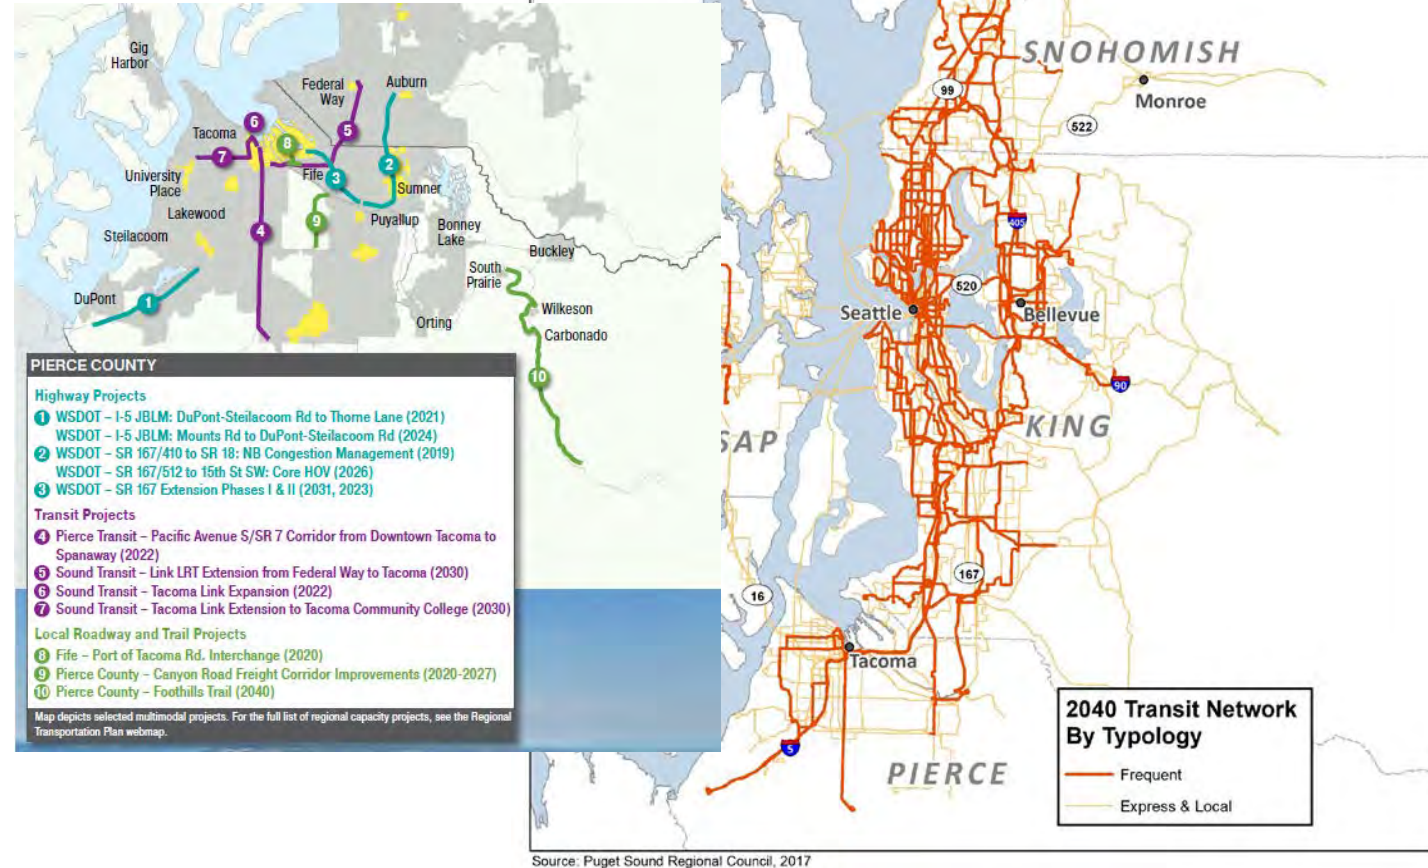 Gig
Harbor
Federal
Way
Auburn
Tacoma
6
5
8
7
2
Fife
3
University
Place
Sumner
Lakewood
9
Puyallup
Steilacoom
4
Bonney
Lake
Buckley
South
Prairie
DuPont
1
Wilkeson
Orting
Carbonado
10
PIERCE COUNTY
Highway Projects
1 WSDOT – I-5 JBLM: DuPont-Steilacoom Rd to Thorne Lane (2021)
WSDOT – I-5 JBLM: Mounts Rd to DuPont-Steilacoom Rd (2024)
2 WSDOT – SR 167/410 to SR 18: NB Congestion Management (2019)
WSDOT – SR 167/512 to 15th St SW: Core HOV (2026)
3 WSDOT – SR 167 Extension Phases I & II (2031, 2023)
Transit Projects
4 Pierce Transit – Pacific Avenue S/SR 7 Corridor from Downtown Tacoma to
Spanaway (2022)
5 Sound Transit – Link LRT Extension from Federal Way to Tacoma (2030)
6 Sound Transit – Tacoma Link Expansion (2022)
7 Sound Transit – Tacoma Link Extension to Tacoma Community College (2030)
Local Roadway and Trail Projects
8 Fife – Port of Tacoma Rd. Interchange (2020)
9 Pierce County – Canyon Road Freight Corridor Improvements (2020-2027)
10 Pierce County – Foothills Trail (2040)
Map depicts selected multimodal projects. For the full list of regional capacity projects, see the Regional
Transportation Plan webmap.
SNOHOMISH
99
Monroe
522
405
520
Seattle
Bellevue
90
SAP
KING
167
16
Tacoma
5
PIERCE
2040 Transit Network
By Typology
Frequent
Express & Local
Source: Puget Sound Regional Council, 2017